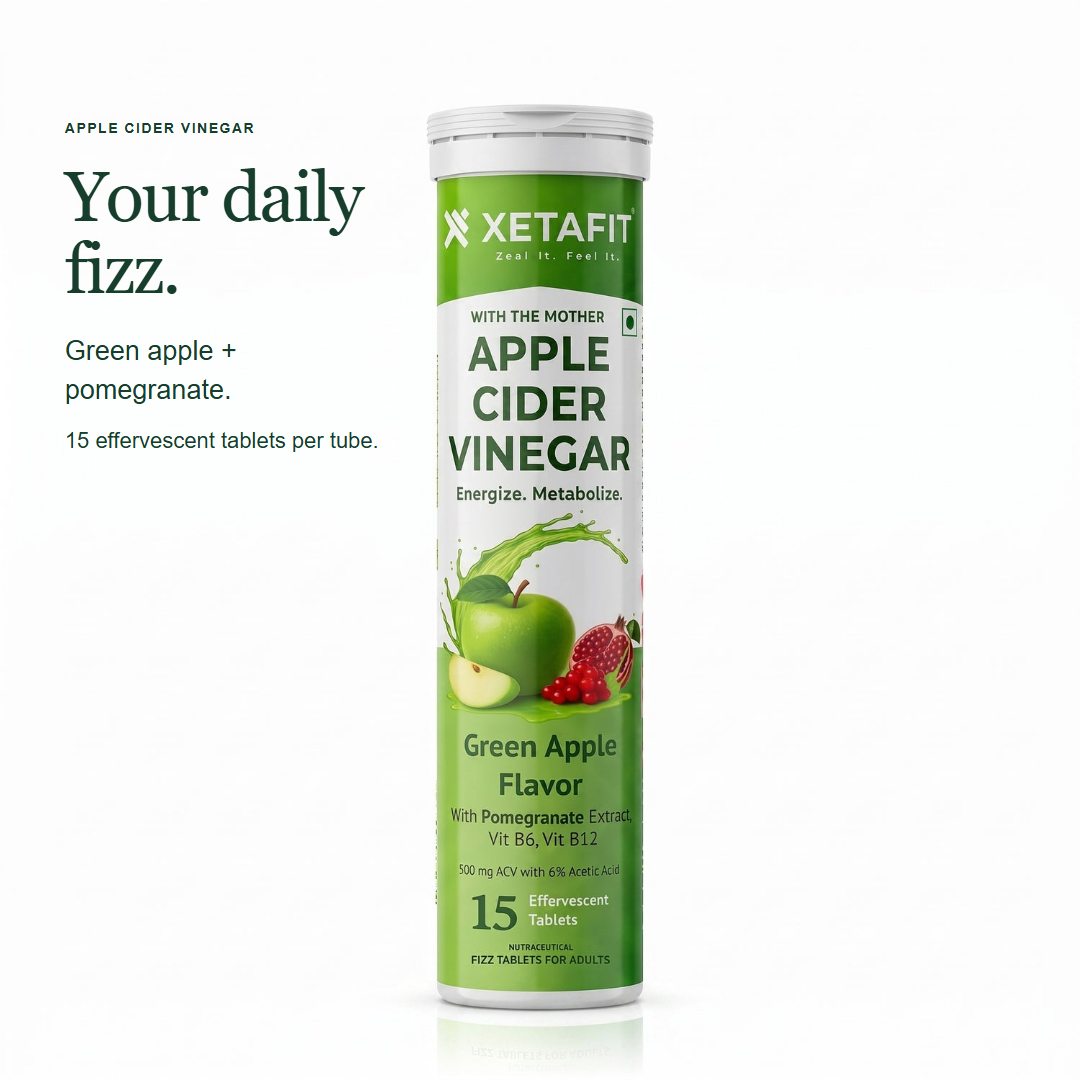 APPLE CIDER VINEGAR
Your daily
fizz.
Green apple +
pomegranate.
15 effervescent tablets per tube.
XETAFIT
Zeal It. Feel It.
WITH THE MOTHER
APPLE
CIDER
VINEGAR
Energize. Metabolize.
Green Apple
Flavor
With Pomegranate Extract,
Vit B6, Vit B12
500 mg ACV with 6% Acetic Acid
15 Effervescent
Tablets
NUTRACEUTICAL
FIZZ TABLETS FOR ADULTS